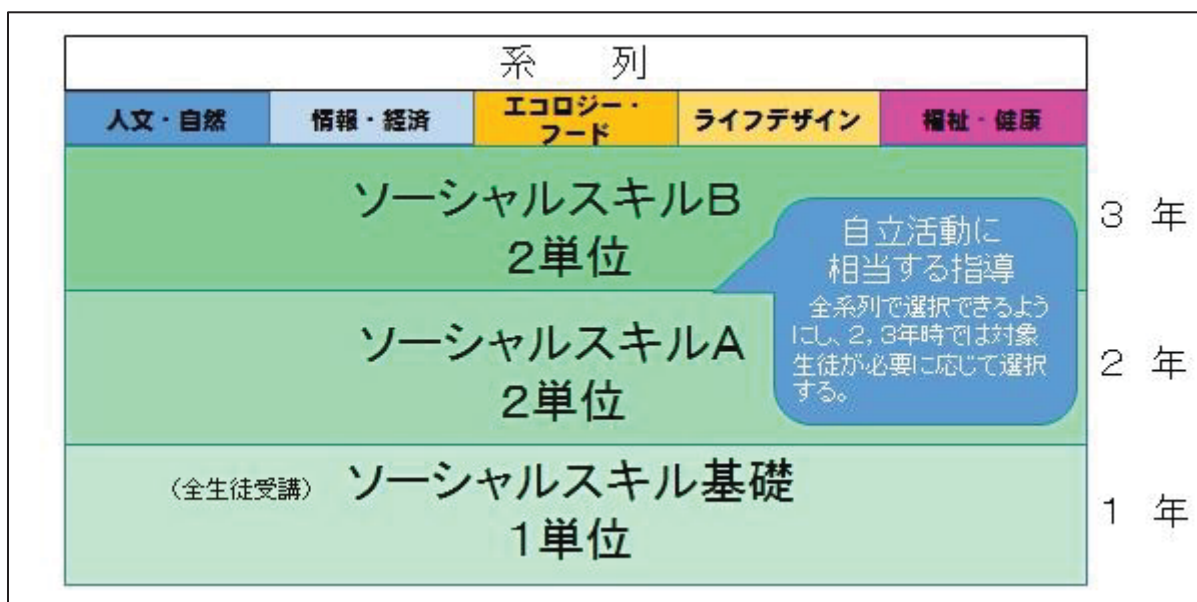 系 列
人文・自然
情報・経済
エコロジー・
フード
ライフデザイン
福祉・健康
ソーシャルスキルB
2単位
3 年
自立活動に
相当する指導
全系列で選択できるよう
にし、2,3年時では対象
生徒が必要に応じて選択
する。
ソーシャルスキルA
2単位
2 年
(全生徒受講) ソーシャルスキル基礎
1単位
1 年